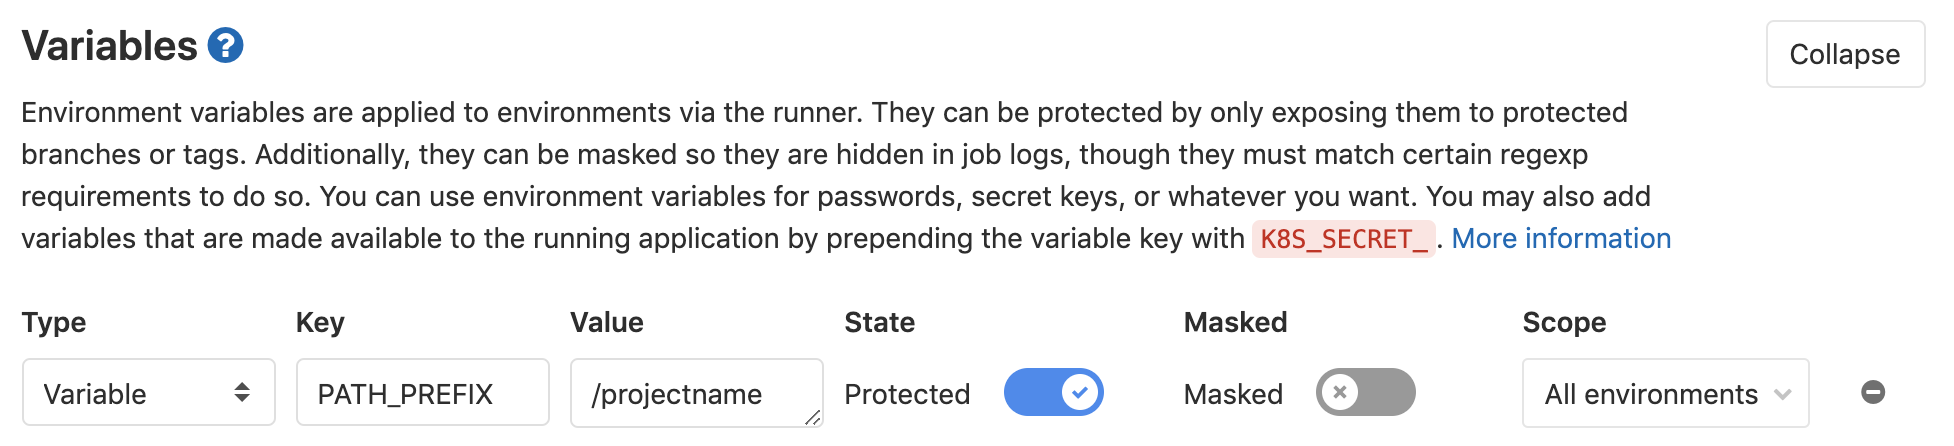 Variables ?
Collapse
Environment variables are applied to environments via the runner. They can be protected by only exposing them to protected
branches or tags. Additionally, they can be masked so they are hidden in job logs, though they must match certain regexp
requirements to do so. You can use environment variables for passwords, secret keys, or whatever you want. You may also add
variables that are made available to the running application by prepending the variable key with K8S_SECRET_. More information
Type Key Value State Masked Scope
Variable PATH_PREFIX /projectname Protected Masked All environments